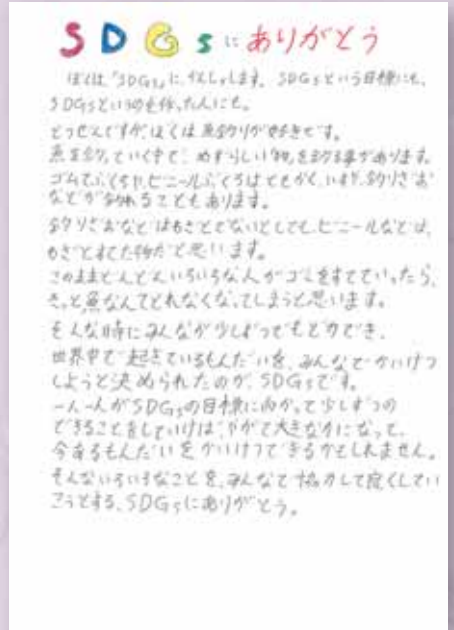 SDGsにありがとう
ぼくは「SDGs」に、かんしゃします。SDGsという目標にも、
SDGsというのを作った人にも。
とつぜんですが、ぼくは魚釣りが好きです。
魚を釣っていく中で、めずらしい物を釣る事があります。
ゴムてぶくろや、ビニールぶくろはともかく、いす、釣りざお
などが釣れることもあります。
釣りざおなどはわざとでないとしても、ビニールなどは、
わざとすてた物だと思います。
このままどんどんいろいろな人がゴミをすてていったら、
きっと魚なんてとれなくなってしまうと思います。
そんな時にみんなが少しずつでも
世界中で起きているもんだいを、みんなでかいけつ
しようと決められたのが、SDGsです。
一人一人がSDGsの目標に向かって少しずつの
できることをしていけば、やがて大きな力になって、
今あるもんだいをかいけつできるかもしれません。
そんないろいろなことを、みんなで協力して良くしてい
こうとする、SDGsにありがとう。